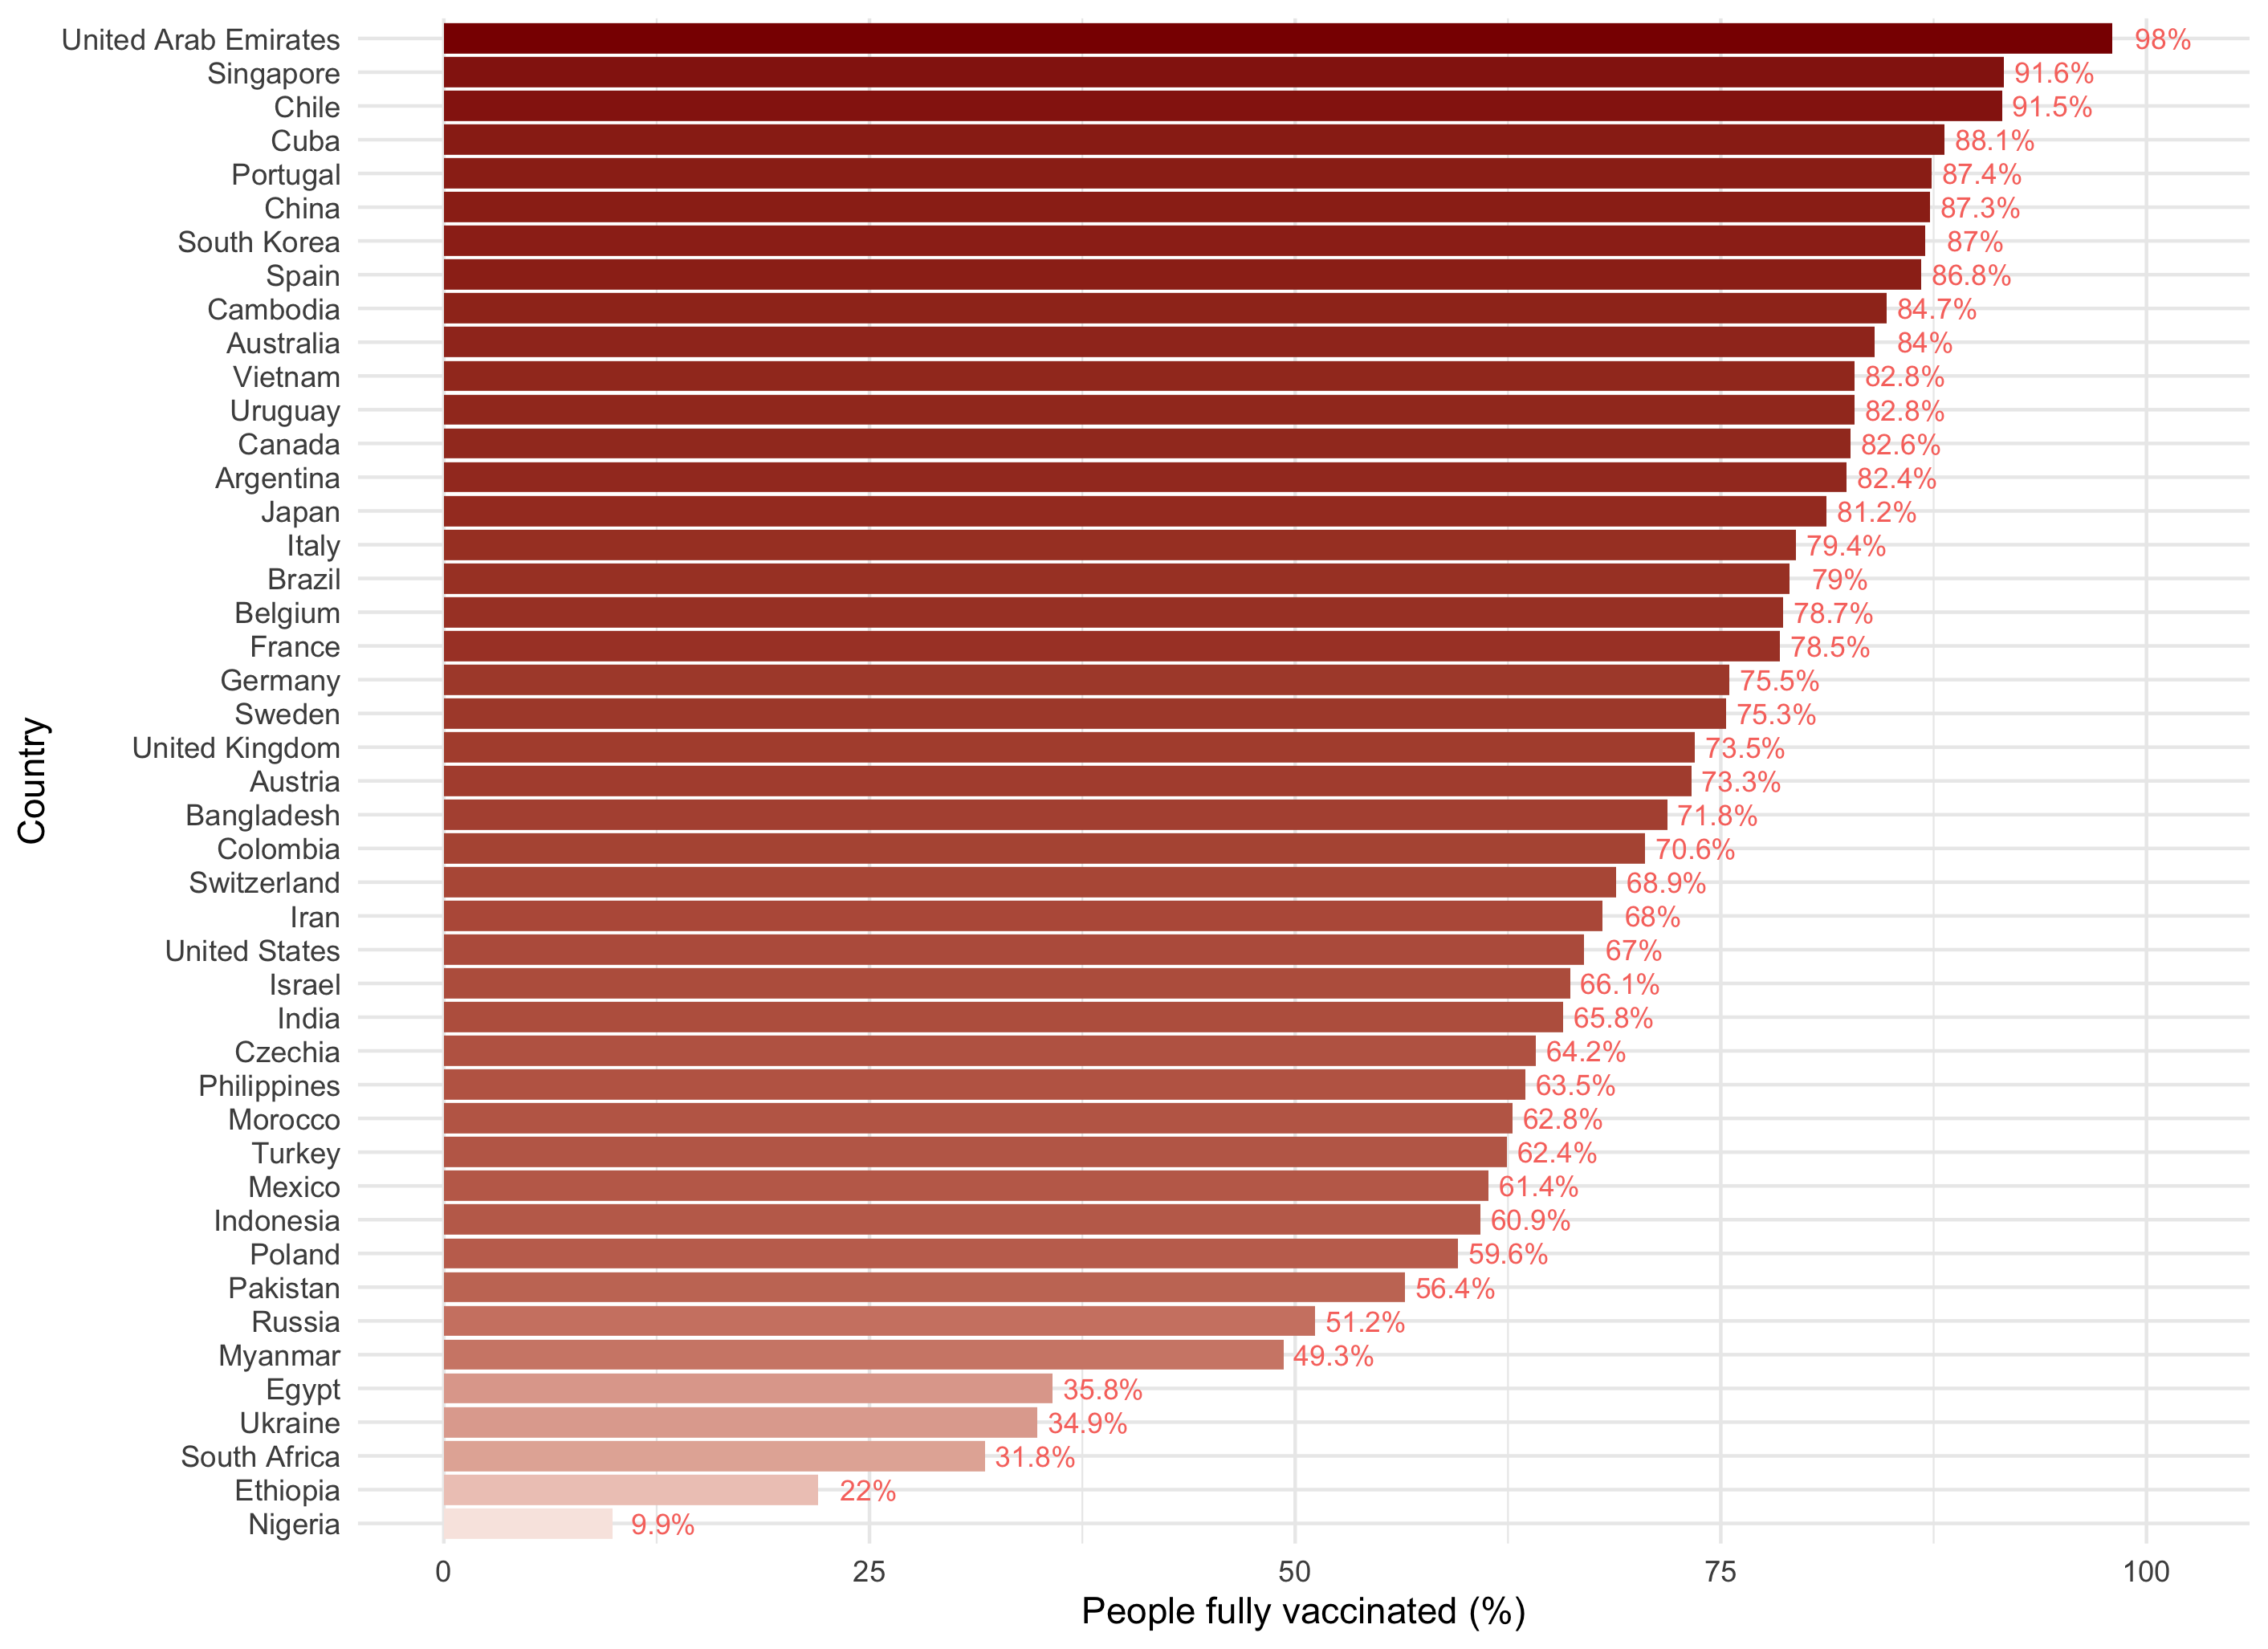 United Arab Emirates 98%
Singapore 91.6%
Chile 91.5%
Cuba 88.1%
Portugal 87.4%
China 87.3%
South Korea 87%
Spain 86.8%
Cambodia 84.7%
Australia 84%
Vietnam 82.8%
Uruguay 82.8%
Canada 82.6%
Argentina 82.4%
Japan 81.2%
Italy 79.4%
Brazil 79%
Belgium 78.7%
France 78.5%
Germany 75.5%
Sweden 75.3%
United Kingdom 73.5%
Austria 73.3%
Bangladesh 71.8%
Colombia 70.6%
Switzerland 68.9%
Iran 68%
United States 67%
Israel 66.1%
India 65.8%
Czechia 64.2%
Philippines 63.5%
Morocco 62.8%
Turkey 62.4%
Mexico 61.4%
Indonesia 60.9%
Poland 59.6%
Pakistan 56.4%
Russia 51.2%
Myanmar 49.3%
Egypt 35.8%
Ukraine 34.9%
South Africa 31.8%
Ethiopia 22%
Nigeria 9.9%
0 25 50 75 100
People fully vaccinated (%)
Country